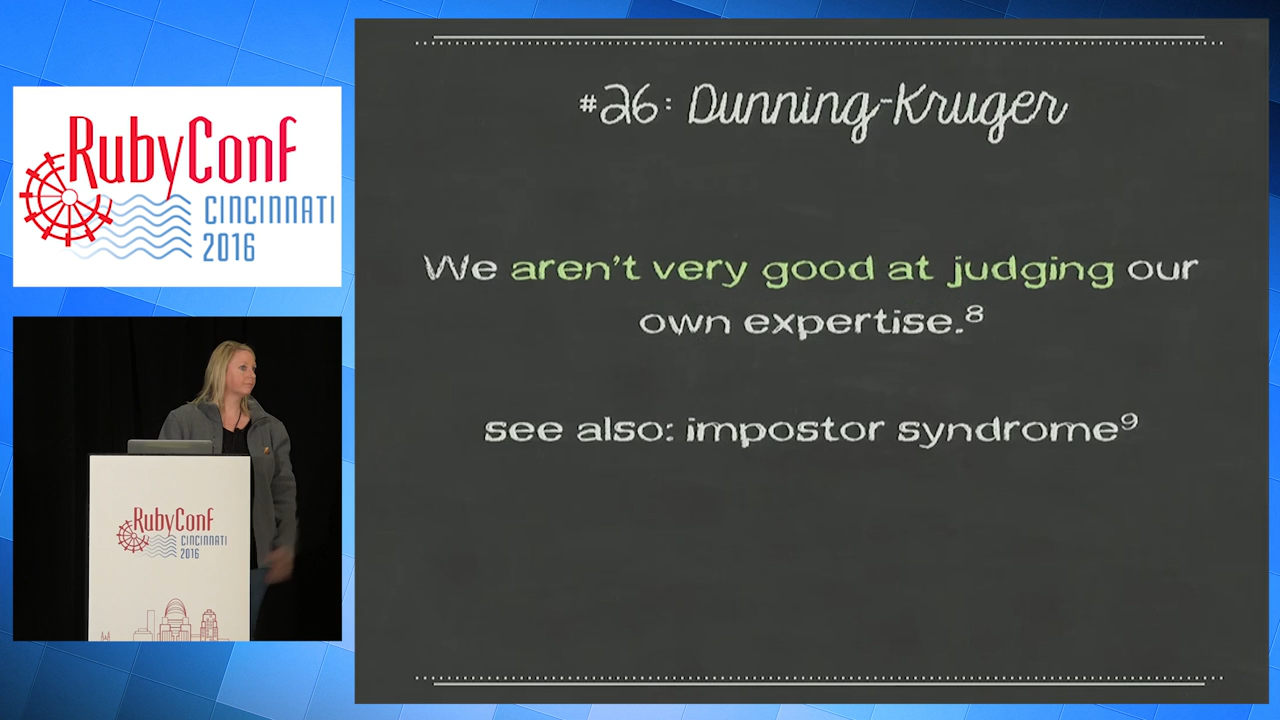 RubyConf
CINCINNATI
2016
#26: Dunning-Kruger
We aren't very good at judging our
own expertise.⁸
see also: impostor syndrome⁹
RubyConf
CINCINNATI
2016